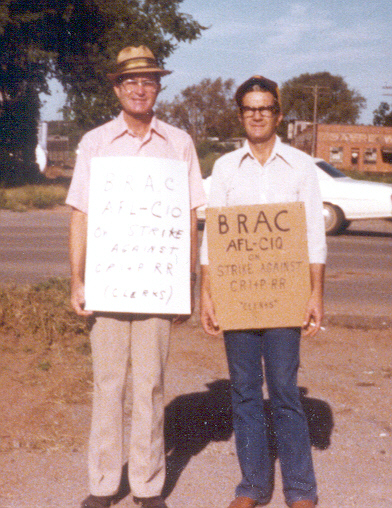 BRAC
AFL-CIO
ON STRIKE
AGAINST
CRI+P RR
(CLERKS)
BRAC
AFL-CIO
ON
STRIKE AGAINST
CRI+P RR
"CLERKS"